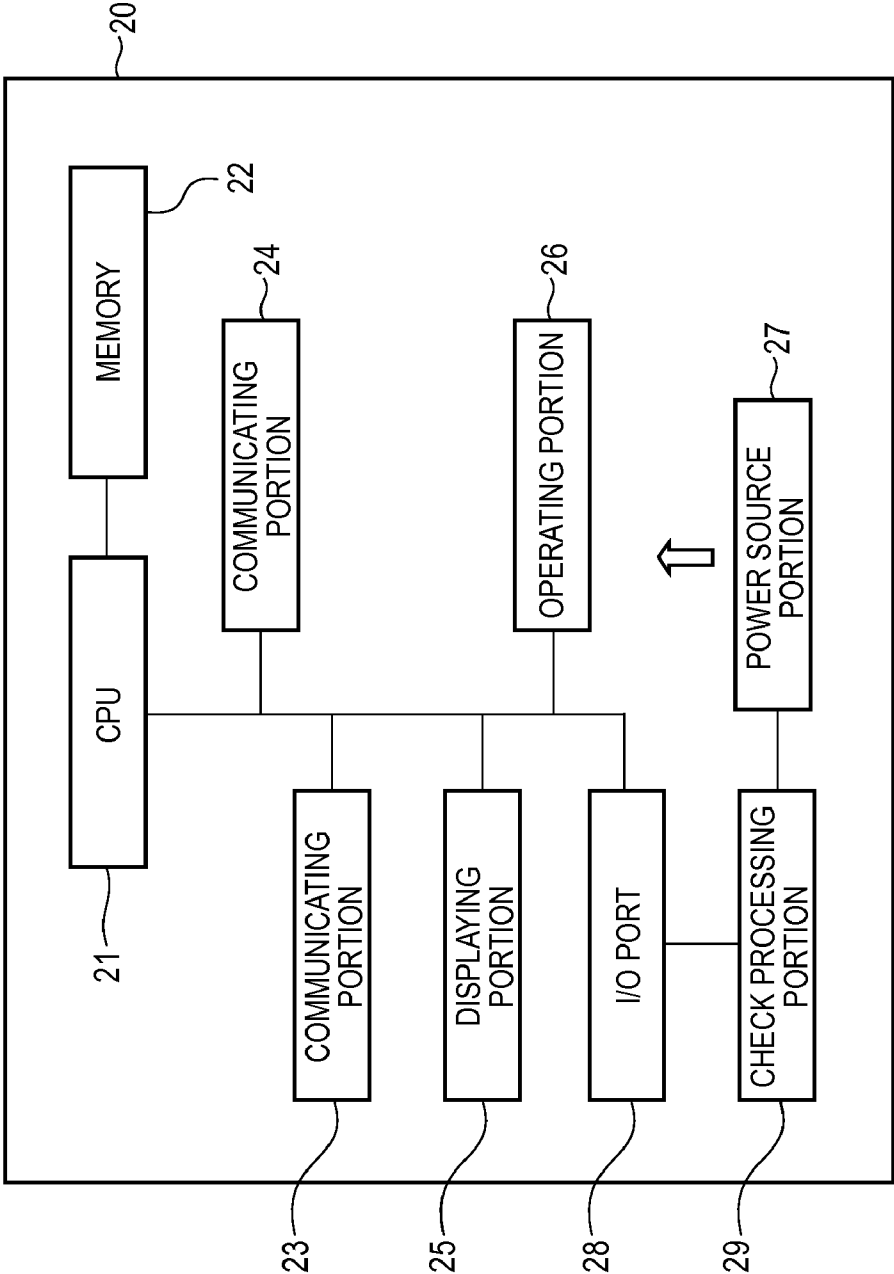 20
CPU
21
MEMORY
22
COMMUNICATING
PORTION
23
COMMUNICATING
PORTION
24
DISPLAYING
PORTION
25
OPERATING PORTION
26
I/O PORT
28
POWER SOURCE
PORTION
27
CHECK PROCESSING
PORTION
29